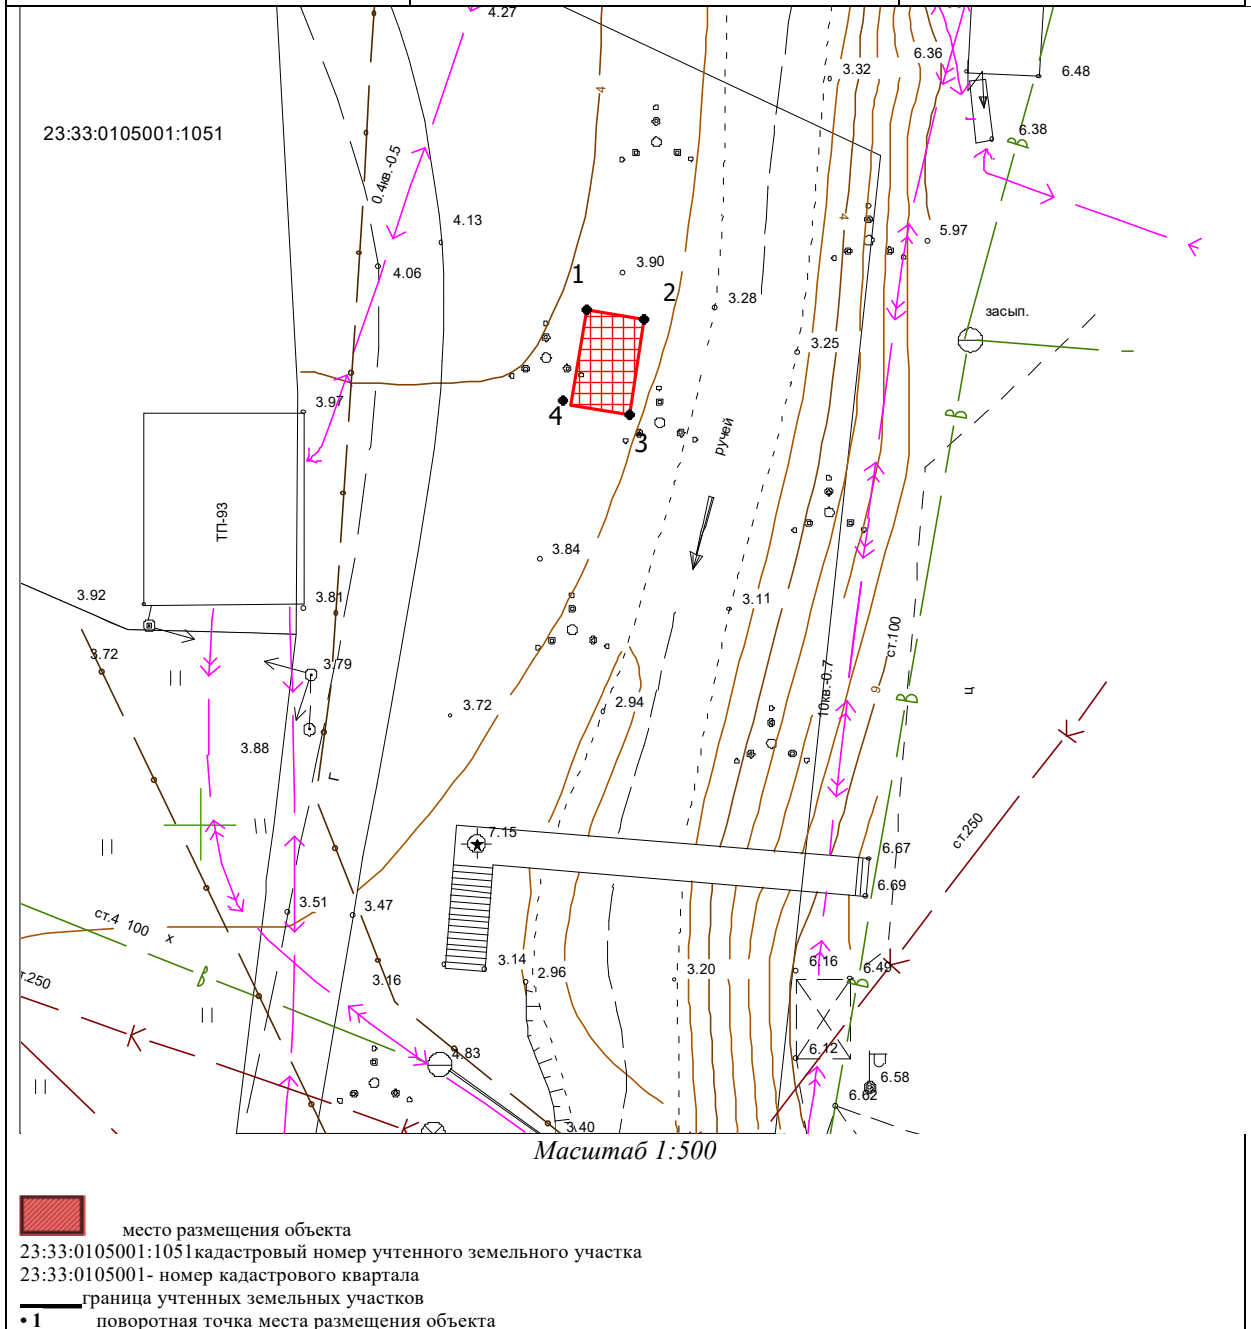 4.27
6.36
3.32
6.48
4
23:33:0105001:1051
6.38
0.4кв.-0.5
4.13
4
5.97
4.06
1
3.90
2
3.28
засып.
3.25
3.97
4
3
В
ручей
ТП-93
3.84
3.92
3.81
3.11
3.72
3.79
ст.100
6
ц
10кв.-0.7
3.72
2.94
В
3.88
Г
7.15
ст.250
6.67
6.69
3.51
3.47
ст.4 100 х
3.14
2.96
3.20
6.16
6.49
В
т.250
В
3.16
К
К
4.83
6.12
6.58
6.62
3.40
Масштаб 1:500
место размещения объекта
23:33:0105001:1051кадастровый номер учтенного земельного участка
23:33:0105001- номер кадастрового квартала
граница учтенных земельных участков
• 1 поворотная точка места размещения объекта